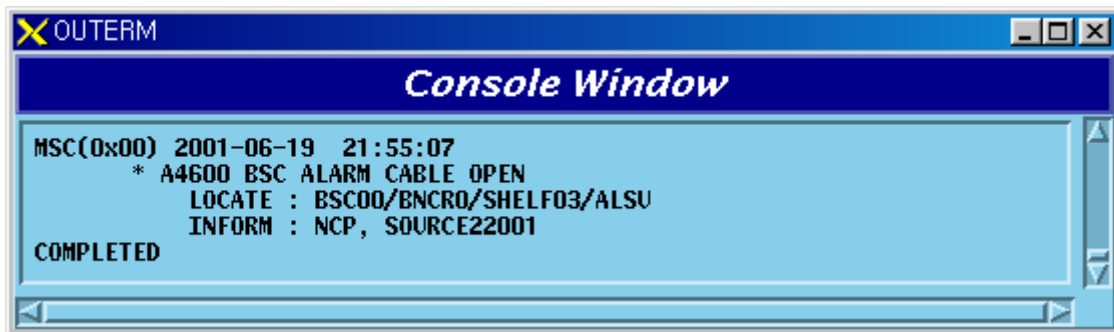 OUTERM
Console Window
MSC(0x00) 2001-06-19 21:55:07
* A4600 BSC ALARM CABLE OPEN
LOCATE : BSC00/BNCR0/SHELF03/ALSU
INFORM : NCP, SOURCE22001
COMPLETED